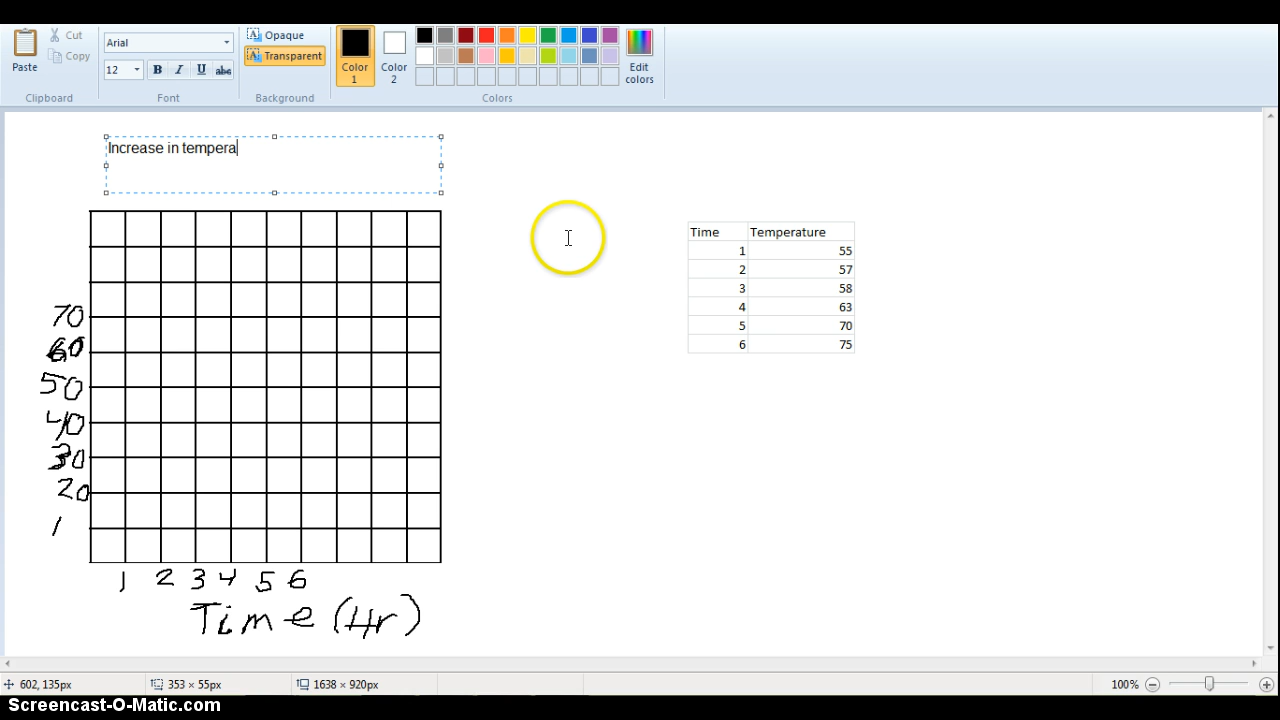 Paste
Cut
Copy
Clipboard
Arial
12
B I U abc
Font
Opaque
Transparent
Background
Color 1
Color 2
Edit colors
Colors
Increase in tempera
Time Temperature
1 55
2 57
3 58
4 63
5 70
6 75
70
60
50
40
30
20
1
1 2 3 4 5 6
Time (Hr)
602, 135px
353 × 55px
1638 × 920px
100%
Screencast-O-Matic.com